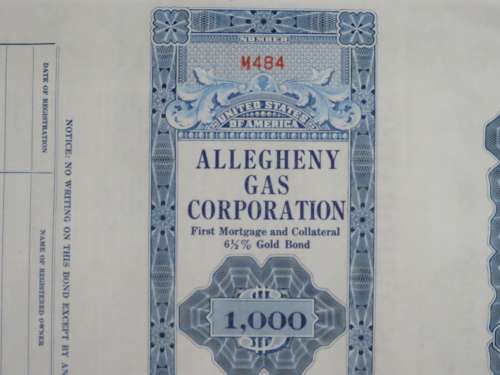 DATE OF REGISTRATION
NAME OF REGISTERED OWNER
NOTICE: NO WRITING ON THIS BOND EXCEPT BY AN
NUMBER
M484
UNITED STATES
OF AMERICA
ALLEGHENY
GAS
CORPORATION
First Mortgage and Collateral
6½% Gold Bond
1,000